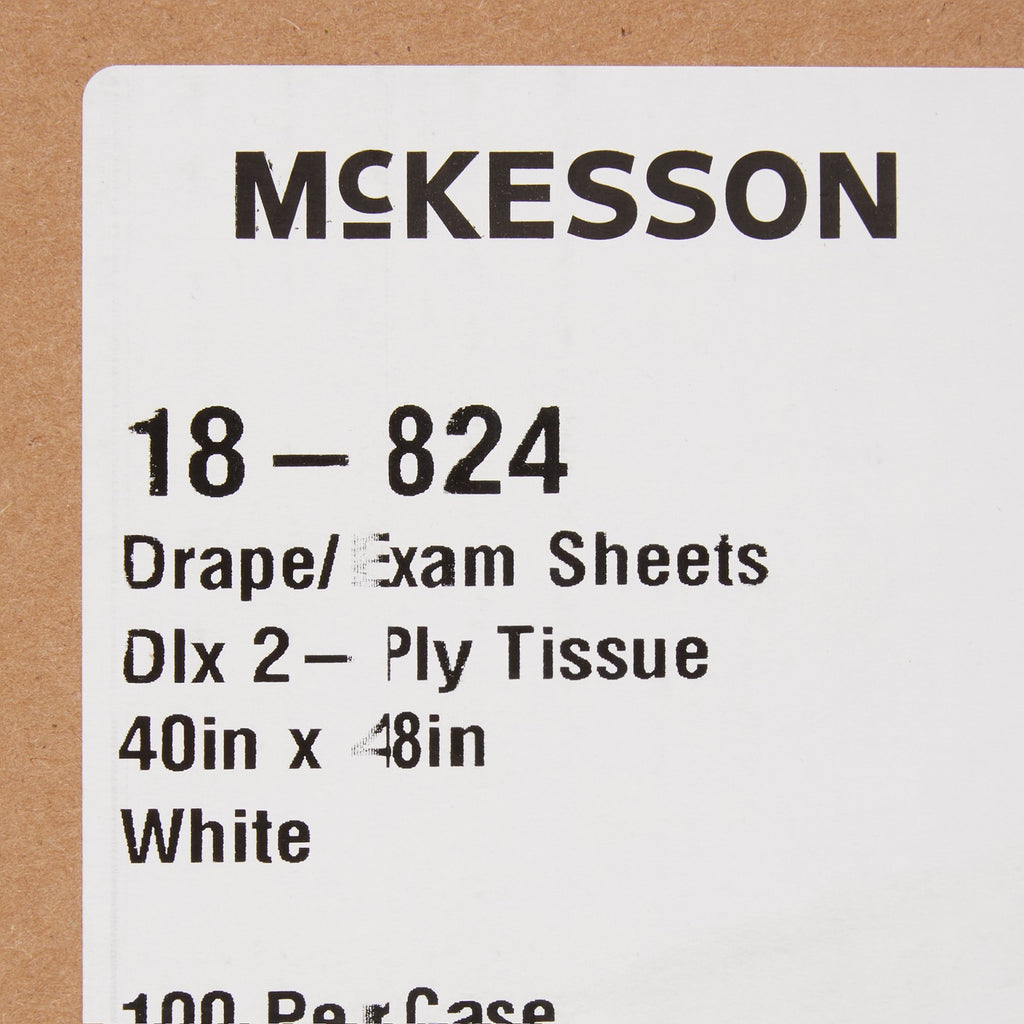 McKESSON
18-824
Drape/ Exam Sheets
Dlx 2- Ply Tissue
40in x 48in
White
100 Per Case